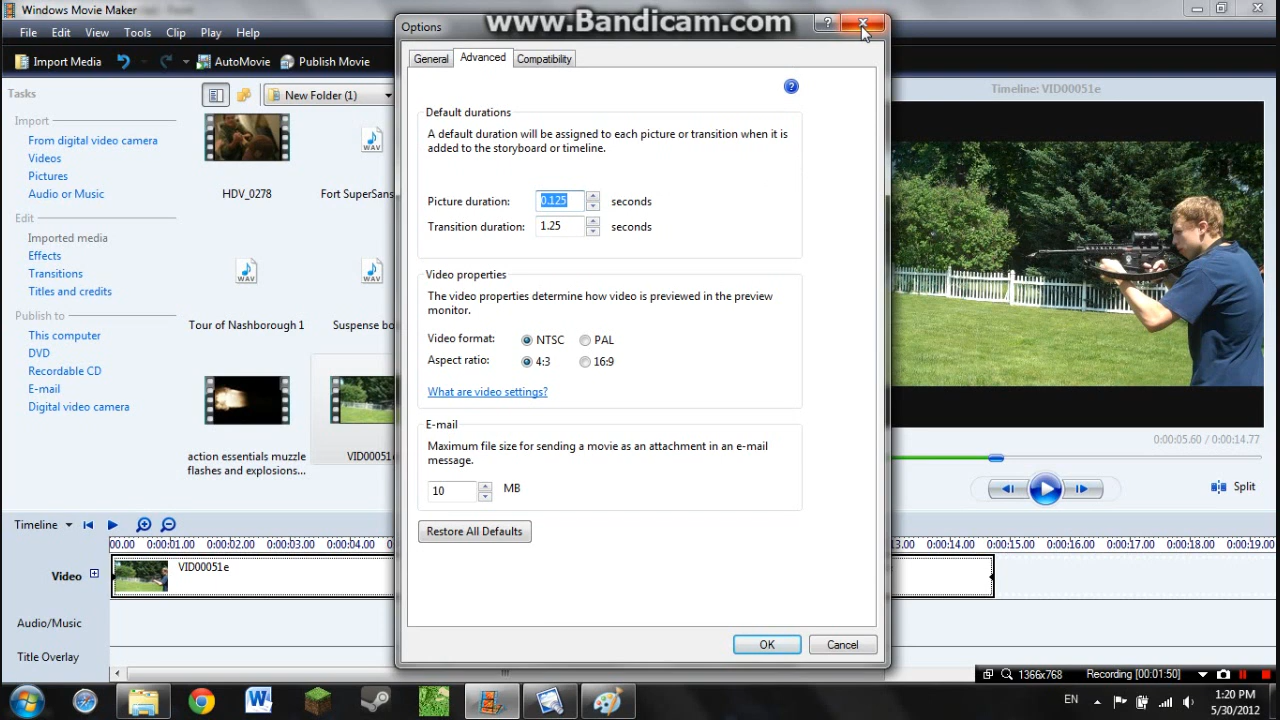 Windows Movie Maker
www.Bandicam.com
File Edit View Tools Clip Play Help
Import Media AutoMovie Publish Movie
Tasks
Import
From digital video camera
Videos
Pictures
Audio or Music
Edit
Imported media
Effects
Transitions
Titles and credits
Publish to
This computer
DVD
Recordable CD
E-mail
Digital video camera
New Folder (1)
WAV
HDV_0278
Fort SuperSans
WAV
WAV
Tour of Nashborough 1
Suspense bo
action essentials muzzle
flashes and explosions...
VID00051e
Options
General Advanced Compatibility
Default durations
A default duration will be assigned to each picture or transition when it is
added to the storyboard or timeline.
Picture duration: 0.125 seconds
Transition duration: 1.25 seconds
Video properties
The video properties determine how video is previewed in the preview
monitor.
Video format: NTSC PAL
Aspect ratio: 4:3 16:9
What are video settings?
E-mail
Maximum file size for sending a movie as an attachment in an e-mail
message.
10 MB
Restore All Defaults
OK Cancel
Timeline: VID00051e
0:00:05.60 / 0:00:14.77
Split
Timeline
00.00 0:00:01.00 0:00:02.00 0:00:03.00 0:00:04.00 13.00 0:00:14.00 0:00:15.00 0:00:16.00 0:00:17.00 0:00:18.00 0:00:19.00
Video
VID00051e
Audio/Music
Title Overlay
1366x768 Recording [00:01:50]
EN
1:20 PM
5/30/2012